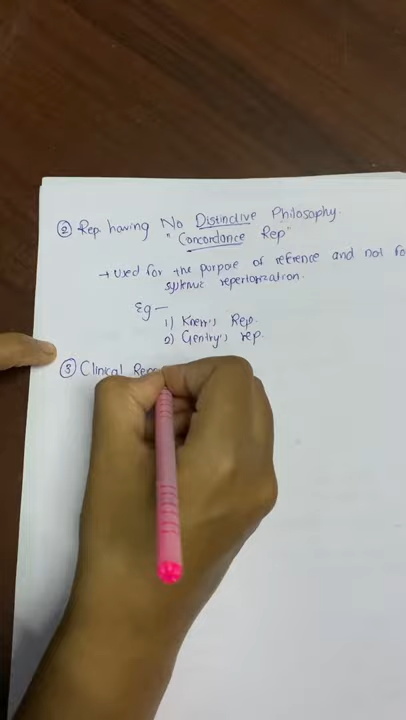 ② Rep having No Distinctive Philosophy.
"Concordance Rep"
→ Used for the purpose of reference and not fo
repertorization.
Eg —
1) Knerr's Rep.
2) Gentry's rep.
③ Clinical Rep